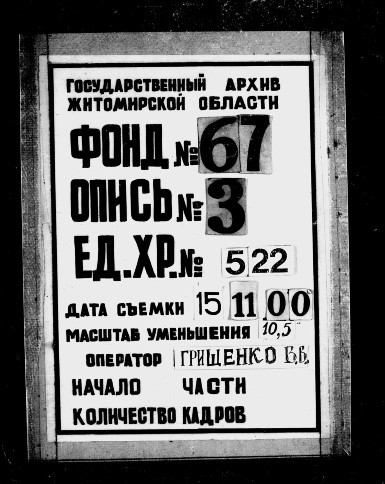 ГОСУДАРСТВЕННЫЙ АРХИВ
ЖИТОМИРСКОЙ ОБЛАСТИ
ФОНД № 67
ОПИСЬ № 3
ЕД.ХР.№ 522
ДАТА СЪЕМКИ 15 11 00
МАСШТАБ УМЕНЬШЕНИЯ 10,5
ОПЕРАТОР ГРИЩЕНКО В.В.
НАЧАЛО ЧАСТИ
КОЛИЧЕСТВО КАДРОВ